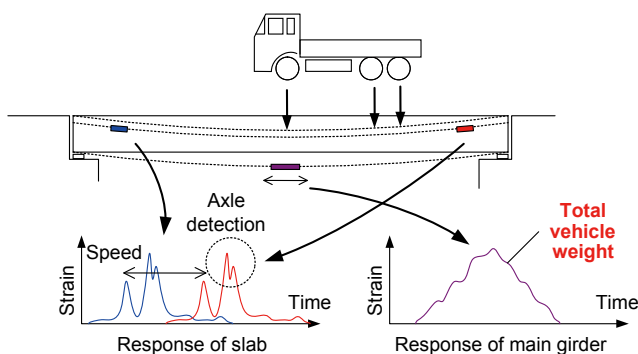 Axle
detection
Speed
Strain
Time
Response of slab
Total
vehicle
weight
Strain
Time
Response of main girder